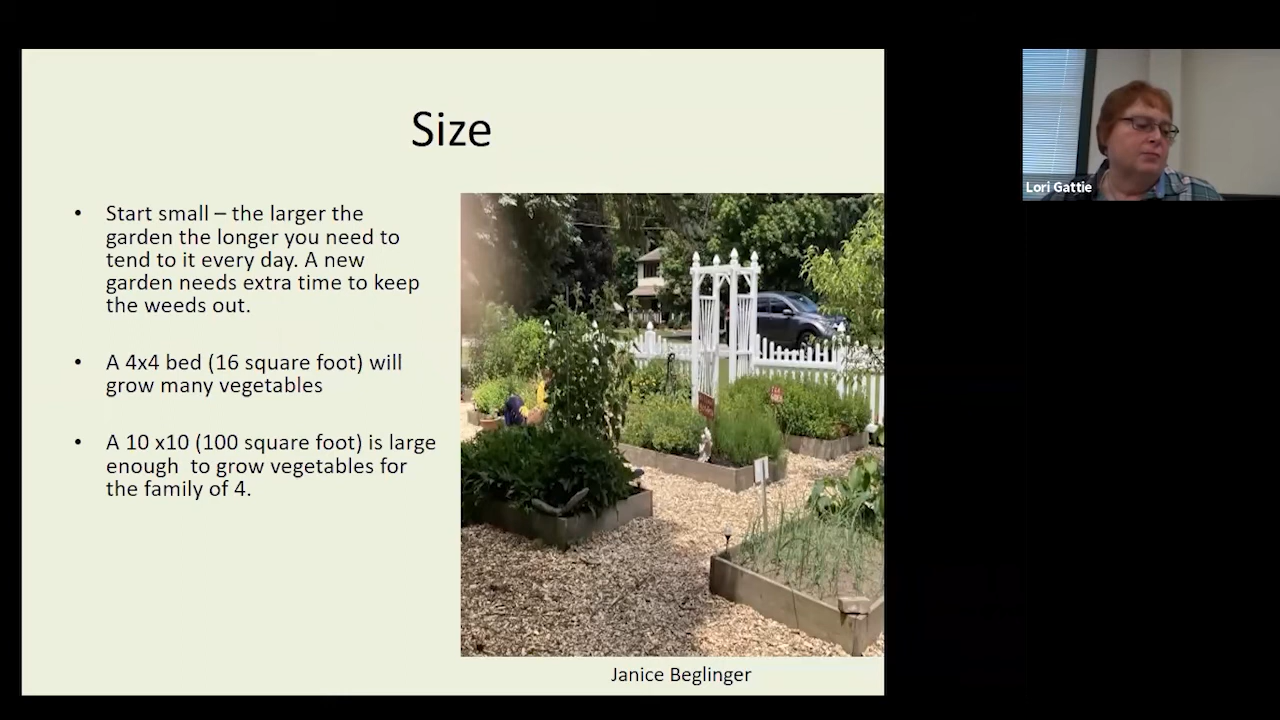 Size
• Start small – the larger the
garden the longer you need to
tend to it every day. A new
garden needs extra time to keep
the weeds out.
• A 4x4 bed (16 square foot) will
grow many vegetables
• A 10 x10 (100 square foot) is large
enough  to grow vegetables for
the family of 4.
Janice Beglinger
Lori Gattie